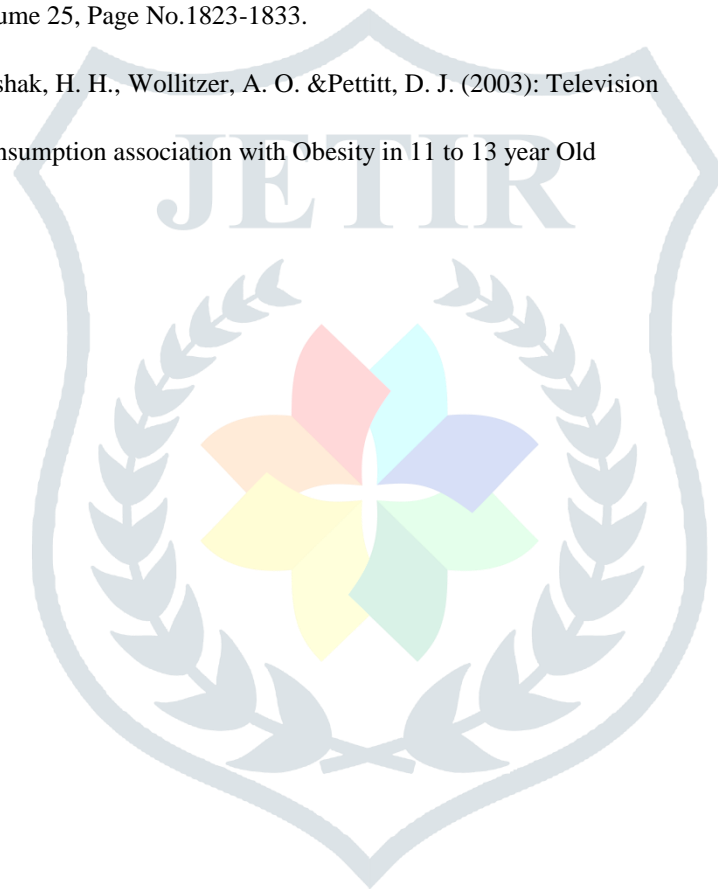 ume 25, Page No.1823-1833.
shak, H. H., Wollitzer, A. O. &Pettitt, D. J. (2003): Television
nsumption association with Obesity in 11 to 13 year Old
JETIR